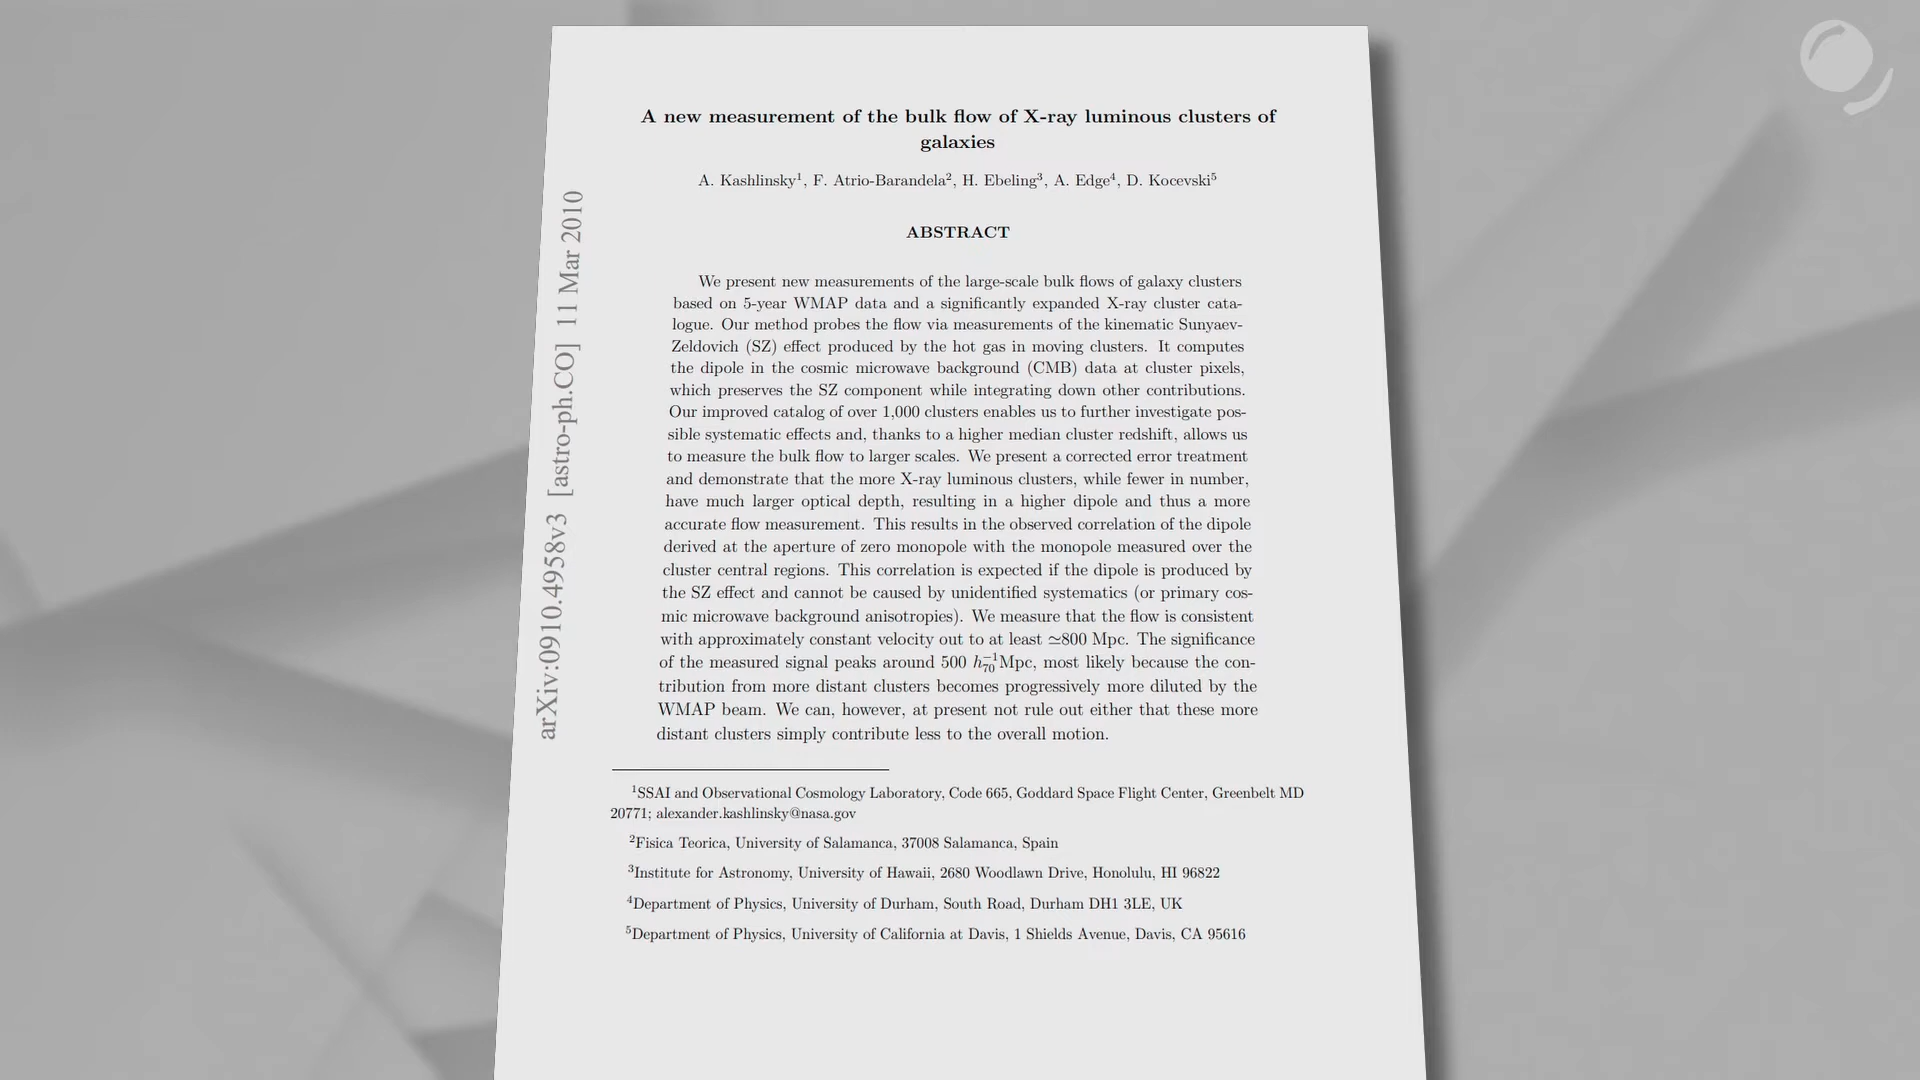 A new measurement of the bulk flow of X-ray luminous clusters of
galaxies
A. Kashlinsky¹, F. Atrio-Barandela², H. Ebeling³, A. Edge⁴, D. Kocevski⁵
ABSTRACT
We present new measurements of the large-scale bulk flows of galaxy clusters
based on 5-year WMAP data and a significantly expanded X-ray cluster cata-
logue. Our method probes the flow via measurements of the kinematic Sunyaev-
Zeldovich (SZ) effect produced by the hot gas in moving clusters. It computes
the dipole in the cosmic microwave background (CMB) data at cluster pixels,
which preserves the SZ component while integrating down other contributions.
Our improved catalog of over 1,000 clusters enables us to further investigate pos-
sible systematic effects and, thanks to a higher median cluster redshift, allows us
to measure the bulk flow to larger scales. We present a corrected error treatment
and demonstrate that the more X-ray luminous clusters, while fewer in number,
have much larger optical depth, resulting in a higher dipole and thus a more
accurate flow measurement. This results in the observed correlation of the dipole
derived at the aperture of zero monopole with the monopole measured over the
cluster central regions. This correlation is expected if the dipole is produced by
the SZ effect and cannot be caused by unidentified systematics (or primary cos-
mic microwave background anisotropies). We measure that the flow is consistent
with approximately constant velocity out to at least ≃800 Mpc. The significance
of the measured signal peaks around 500 h₇₀⁻¹Mpc, most likely because the con-
tribution from more distant clusters becomes progressively more diluted by the
WMAP beam. We can, however, at present not rule out either that these more
distant clusters simply contribute less to the overall motion.
¹SSAI and Observational Cosmology Laboratory, Code 665, Goddard Space Flight Center, Greenbelt MD
20771; alexander.kashlinsky@nasa.gov
²Fisica Teorica, University of Salamanca, 37008 Salamanca, Spain
³Institute for Astronomy, University of Hawaii, 2680 Woodlawn Drive, Honolulu, HI 96822
⁴Department of Physics, University of Durham, South Road, Durham DH1 3LE, UK
⁵Department of Physics, University of California at Davis, 1 Shields Avenue, Davis, CA 95616
arXiv:0910.4958v3 [astro-ph.CO] 11 Mar 2010